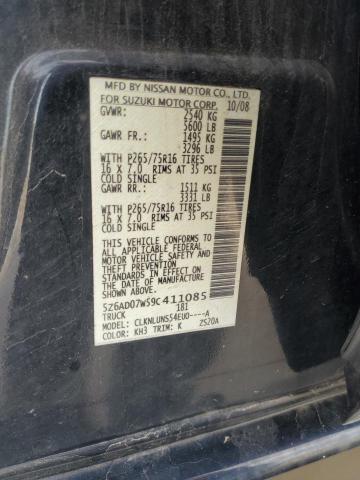 MFD BY NISSAN MOTOR CO., LTD.
FOR SUZUKI MOTOR CORP. 10/08
GVWR: 2540 KG
5600 LB
GAWR FR.: 1495 KG
3296 LB
WITH P265/75R16 TIRES
16 X 7.0 RIMS AT 35 PSI
COLD SINGLE
GAWR RR.: 1511 KG
3331 LB
WITH P265/75R16 TIRES
16 X 7.0 RIMS AT 35 PSI
COLD SINGLE
THIS VEHICLE CONFORMS TO
ALL APPLICABLE FEDERAL
MOTOR VEHICLE SAFETY AND
THEFT PREVENTION
STANDARDS IN EFFECT ON
THE DATE OF MANUFACTURE
SHOWN ABOVE.
5Z6AD07W59C411085
TRUCK 181
MODEL: CLKNLUNS54EU0----A
COLOR: KH3 TRIM: K ZS20A